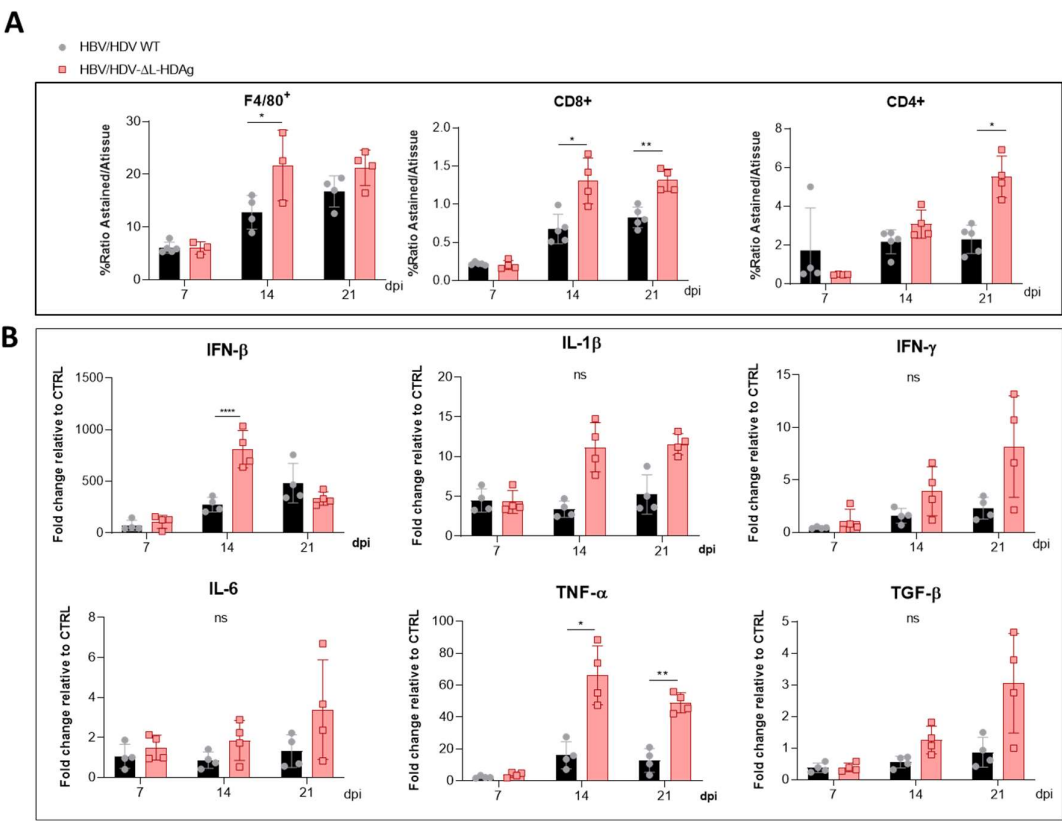 A
HBV/HDV WT
HBV/HDV-ΔL-HDAg
F4/80+
%Ratio Astained/Atissue
30
20
10
0
*
7 14 21 dpi
CD8+
%Ratio Astained/Atissue
2.0
1.5
1.0
0.5
0.0
* **
7 14 21 dpi
CD4+
%Ratio Astained/Atissue
8
6
4
2
0
*
7 14 21 dpi
B
IFN-β
Fold change relative to CTRL
1500
1000
500
0
****
7 14 21 dpi
IL-1β
ns
Fold change relative to CTRL
20
15
10
5
0
7 14 21 dpi
IFN-γ
ns
Fold change relative to CTRL
15
10
5
0
7 14 21 dpi
IL-6
ns
Fold change relative to CTRL
8
6
4
2
0
7 14 21 dpi
TNF-α
Fold change relative to CTRL
100
80
60
40
20
0
* **
7 14 21 dpi
TGF-β
ns
Fold change relative to CTRL
5
4
3
2
1
0
7 14 21 dpi